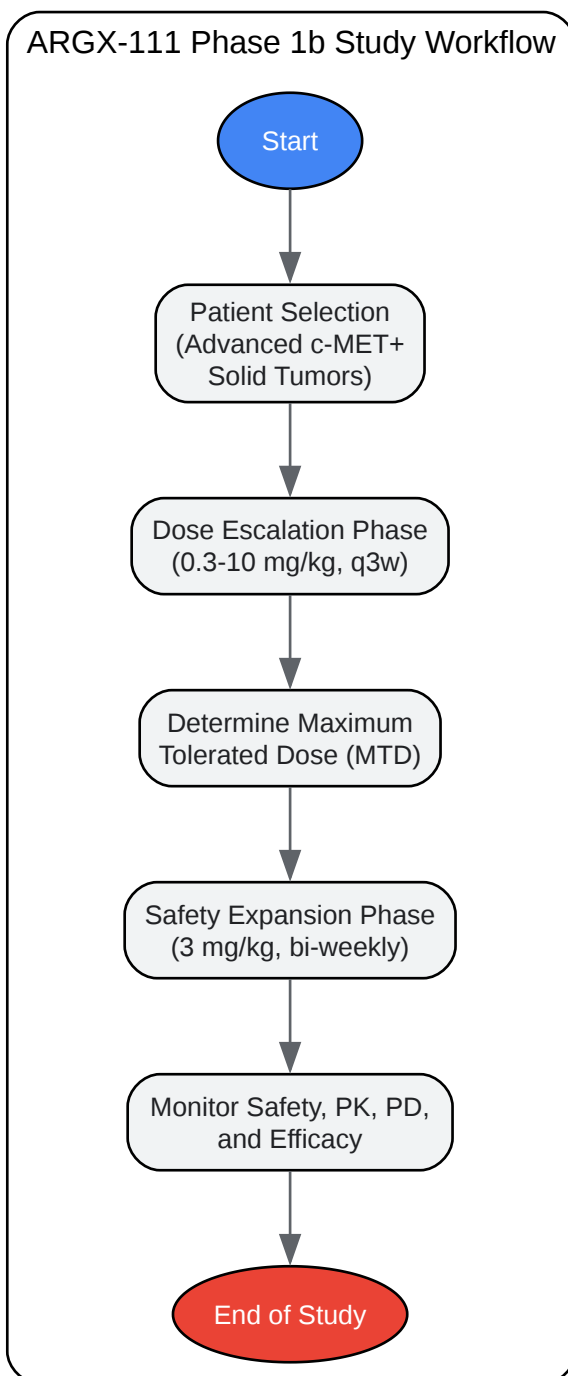 ARGX-111 Phase 1b Study Workflow
Start
Patient Selection
(Advanced c-MET+
Solid Tumors)
Dose Escalation Phase
(0.3-10 mg/kg, q3w)
Determine Maximum
Tolerated Dose (MTD)
Safety Expansion Phase
(3 mg/kg, bi-weekly)
Monitor Safety, PK, PD,
and Efficacy
End of Study